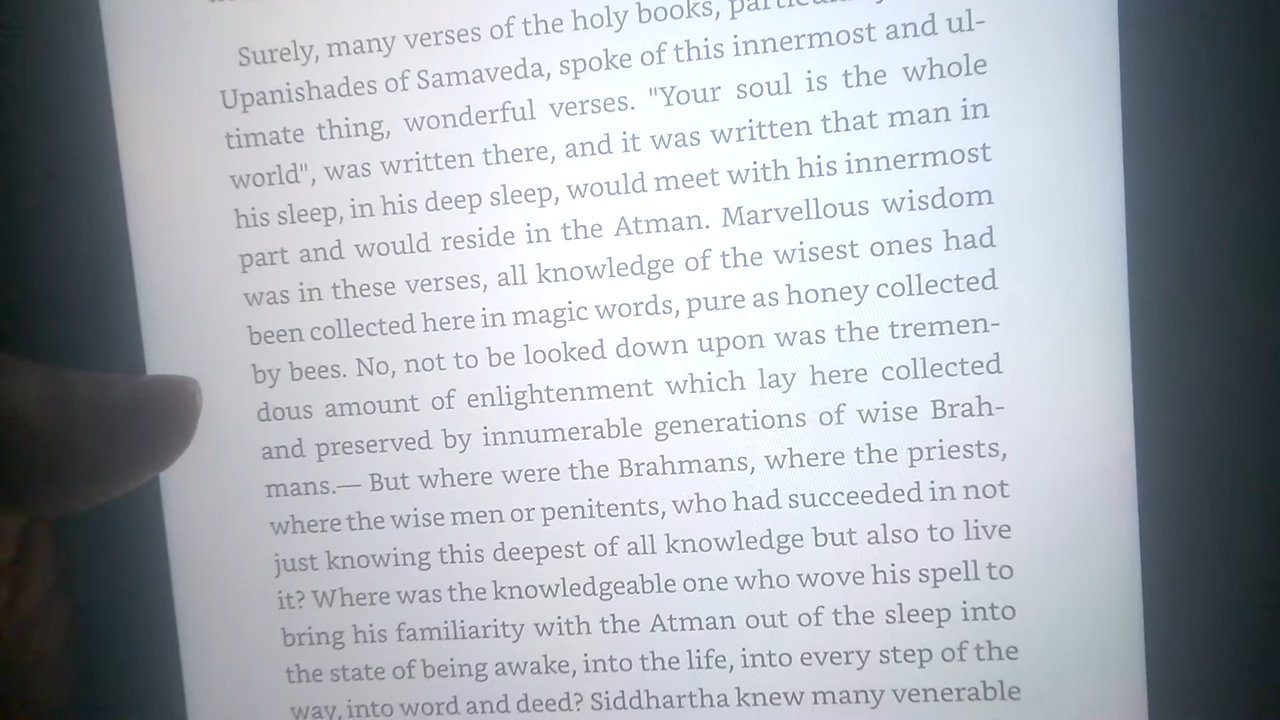 Surely, many verses of the holy books,
Upanishades of Samaveda, spoke of this innermost and ul-
timate thing, wonderful verses. "Your soul is the whole
world", was written there, and it was written that man in
his sleep, in his deep sleep, would meet with his innermost
part and would reside in the Atman. Marvellous wisdom
was in these verses, all knowledge of the wisest ones had
been collected here in magic words, pure as honey collected
by bees. No, not to be looked down upon was the tremen-
dous amount of enlightenment which lay here collected
and preserved by innumerable generations of wise Brah-
mans.— But where were the Brahmans, where the priests,
where the wise men or penitents, who had succeeded in not
just knowing this deepest of all knowledge but also to live
it? Where was the knowledgeable one who wove his spell to
bring his familiarity with the Atman out of the sleep into
the state of being awake, into the life, into every step of the
way, into word and deed? Siddhartha knew many venerable